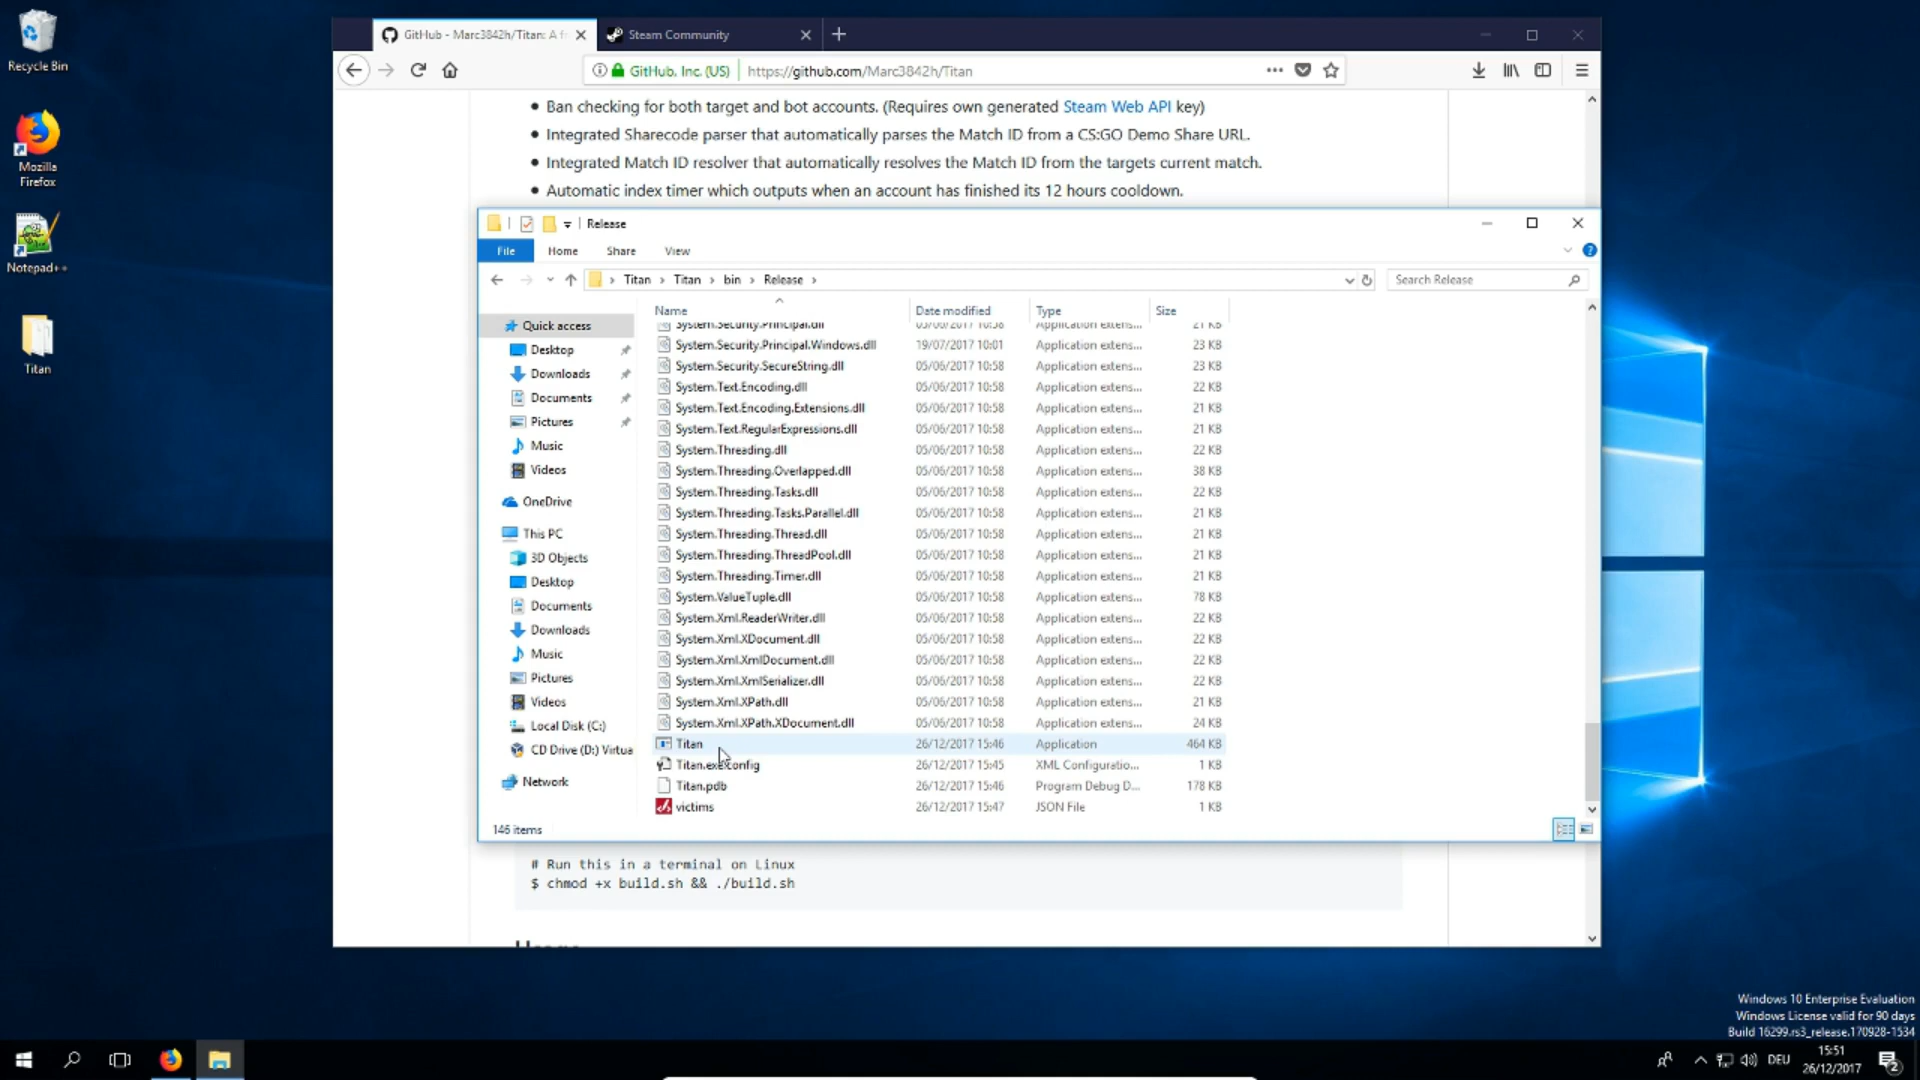 Recycle Bin
Mozilla
Firefox
Notepad++
Titan
GitHub - Marc3842h/Titan: A fr
Steam Community
GitHub, Inc. (US)
https://github.com/Marc3842h/Titan
Ban checking for both target and bot accounts. (Requires own generated Steam Web API key)
Integrated Sharecode parser that automatically parses the Match ID from a CS:GO Demo Share URL.
Integrated Match ID resolver that automatically resolves the Match ID from the targets current match.
Automatic index timer which outputs when an account has finished its 12 hours cooldown.
Release
File Home Share View
Titan > Titan > bin > Release >
Search Release
Name Date modified Type Size
Quick access
Desktop
Downloads
Documents
Pictures
Music
Videos
OneDrive
This PC
3D Objects
Desktop
Documents
Downloads
Music
Pictures
Videos
Local Disk (C:)
CD Drive (D:) Virtua
Network
System.Security.Principal.dll 05/06/2017 10:58 Application extens... 21 KB
System.Security.Principal.Windows.dll 19/07/2017 10:01 Application extens... 23 KB
System.Security.SecureString.dll 05/06/2017 10:58 Application extens... 23 KB
System.Text.Encoding.dll 05/06/2017 10:58 Application extens... 22 KB
System.Text.Encoding.Extensions.dll 05/06/2017 10:58 Application extens... 21 KB
System.Text.RegularExpressions.dll 05/06/2017 10:58 Application extens... 21 KB
System.Threading.dll 05/06/2017 10:58 Application extens... 22 KB
System.Threading.Overlapped.dll 05/06/2017 10:58 Application extens... 38 KB
System.Threading.Tasks.dll 05/06/2017 10:58 Application extens... 22 KB
System.Threading.Tasks.Parallel.dll 05/06/2017 10:58 Application extens... 21 KB
System.Threading.Thread.dll 05/06/2017 10:58 Application extens... 21 KB
System.Threading.ThreadPool.dll 05/06/2017 10:58 Application extens... 21 KB
System.Threading.Timer.dll 05/06/2017 10:58 Application extens... 21 KB
System.ValueTuple.dll 05/06/2017 10:58 Application extens... 78 KB
System.Xml.ReaderWriter.dll 05/06/2017 10:58 Application extens... 22 KB
System.Xml.XDocument.dll 05/06/2017 10:58 Application extens... 22 KB
System.Xml.XmlDocument.dll 05/06/2017 10:58 Application extens... 22 KB
System.Xml.XmlSerializer.dll 05/06/2017 10:58 Application extens... 22 KB
System.Xml.XPath.dll 05/06/2017 10:58 Application extens... 21 KB
System.Xml.XPath.XDocument.dll 05/06/2017 10:58 Application extens... 24 KB
Titan 26/12/2017 15:46 Application 464 KB
Titan.exe.config 26/12/2017 15:45 XML Configuratio... 1 KB
Titan.pdb 26/12/2017 15:46 Program Debug D... 178 KB
victims 26/12/2017 15:47 JSON File 1 KB
146 items
# Run this in a terminal on Linux
$ chmod +x build.sh && ./build.sh
Usage
Windows 10 Enterprise Evaluation
Windows License valid for 90 days
Build 16299.rs3_release.170928-1534
DEU
15:51
26/12/2017
2